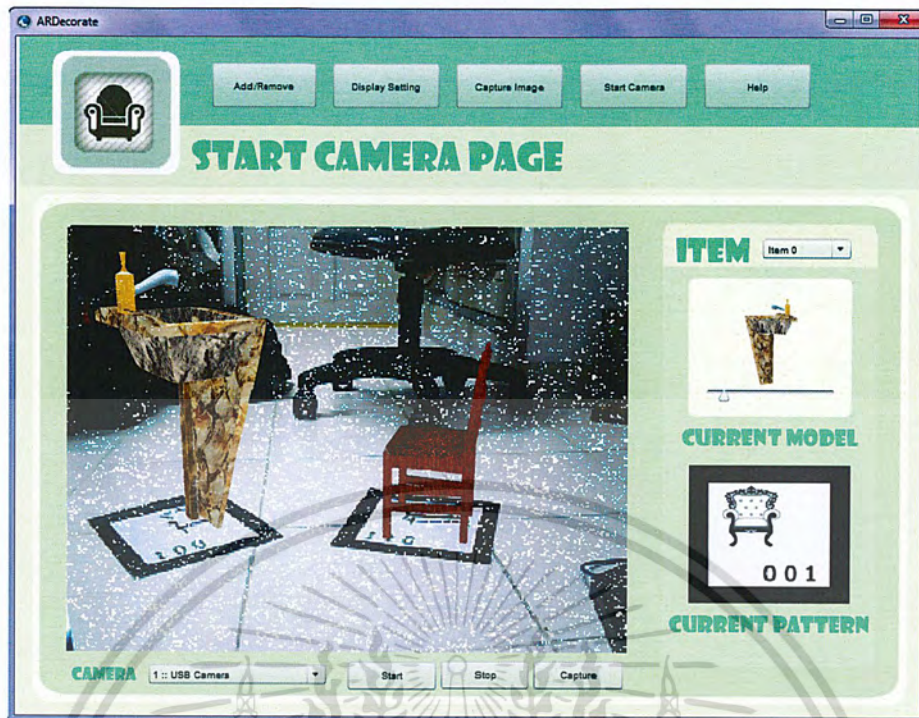 ARDecorate
Add/Remove
Display Setting
Capture Image
Start Camera
Help
START CAMERA PAGE
ITEM
Item 0
CURRENT MODEL
001
CURRENT PATTERN
CAMERA
1 :: USB Camera
Start
Stop
Capture